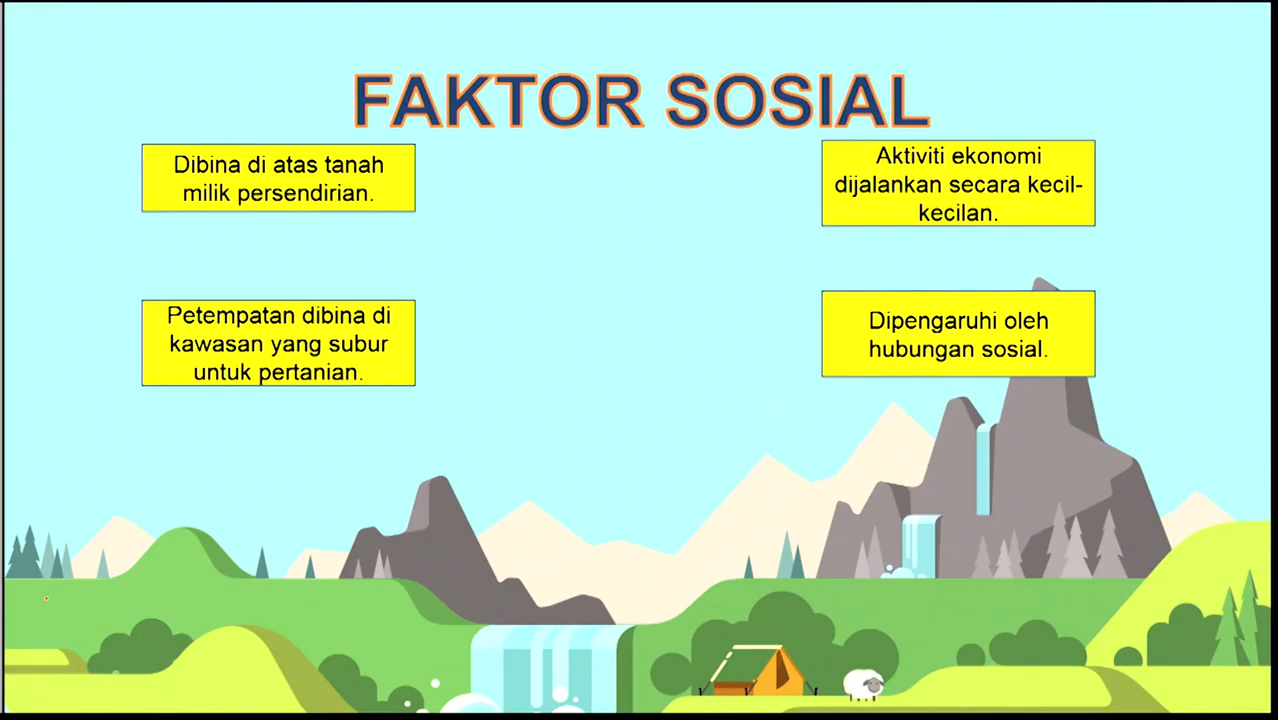 FAKTOR SOSIAL
Dibina di atas tanah
milik persendirian.
Aktiviti ekonomi
dijalankan secara kecil-
kecilan.
Petempatan dibina di
kawasan yang subur
untuk pertanian.
Dipengaruhi oleh
hubungan sosial.